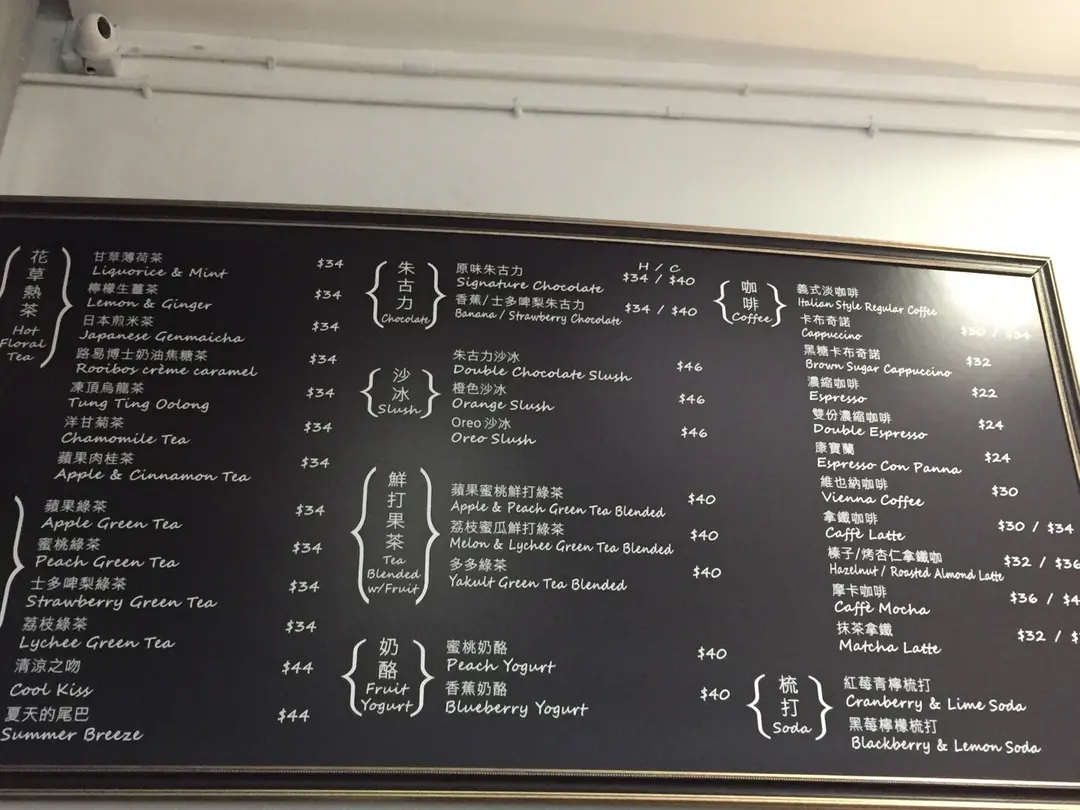 花草熱茶
Hot
Floral
Tea
甘草薄荷茶
Liquorice & Mint $34
檸檬生薑茶
Lemon & Ginger $34
日本煎米茶
Japanese Genmaicha $34
路易博士奶油焦糖茶
Rooibos crème caramel $34
凍頂烏龍茶
Tung Ting Oolong $34
洋甘菊茶
Chamomile Tea $34
蘋果肉桂茶
Apple & Cinnamon Tea $34
蘋果綠茶
Apple Green Tea $34
蜜桃綠茶
Peach Green Tea $34
士多啤梨綠茶
Strawberry Green Tea $34
荔枝綠茶
Lychee Green Tea $34
清涼之吻
Cool Kiss $44
夏天的尾巴
Summer Breeze $44
朱古力
Chocolate
H / C
原味朱古力
Signature Chocolate $34 / $40
香蕉/士多啤梨朱古力
Banana / Strawberry Chocolate $34 / $40
沙冰
Slush
朱古力沙冰
Double Chocolate Slush $46
橙色沙冰
Orange Slush $46
Oreo 沙冰
Oreo Slush $46
鮮打果茶
Tea
Blended
w/Fruit
蘋果蜜桃鮮打綠茶
Apple & Peach Green Tea Blended $40
荔枝蜜瓜鮮打綠茶
Melon & Lychee Green Tea Blended $40
多多綠茶
Yakult Green Tea Blended $40
奶酪
Fruit
Yogurt
蜜桃奶酪
Peach Yogurt $40
香蕉奶酪
Blueberry Yogurt $40
咖啡
Coffee
義式淡咖啡
Italian Style Regular Coffee
卡布奇諾
Cappuccino $30 / $34
黑糖卡布奇諾
Brown Sugar Cappuccino $32
濃縮咖啡
Espresso $22
雙份濃縮咖啡
Double Espresso $24
康寶蘭
Espresso Con Panna $24
維也納咖啡
Vienna Coffee $30
拿鐵咖啡
Caffè Latte $30 / $34
榛子/烤杏仁拿鐵咖
Hazelnut / Roasted Almond Latte $32 / $36
摩卡咖啡
Caffè Mocha $36 / $4
抹茶拿鐵
Matcha Latte $32 / $
梳打
Soda
紅莓青檸梳打
Cranberry & Lime Soda
黑莓檸檬梳打
Blackberry & Lemon Soda